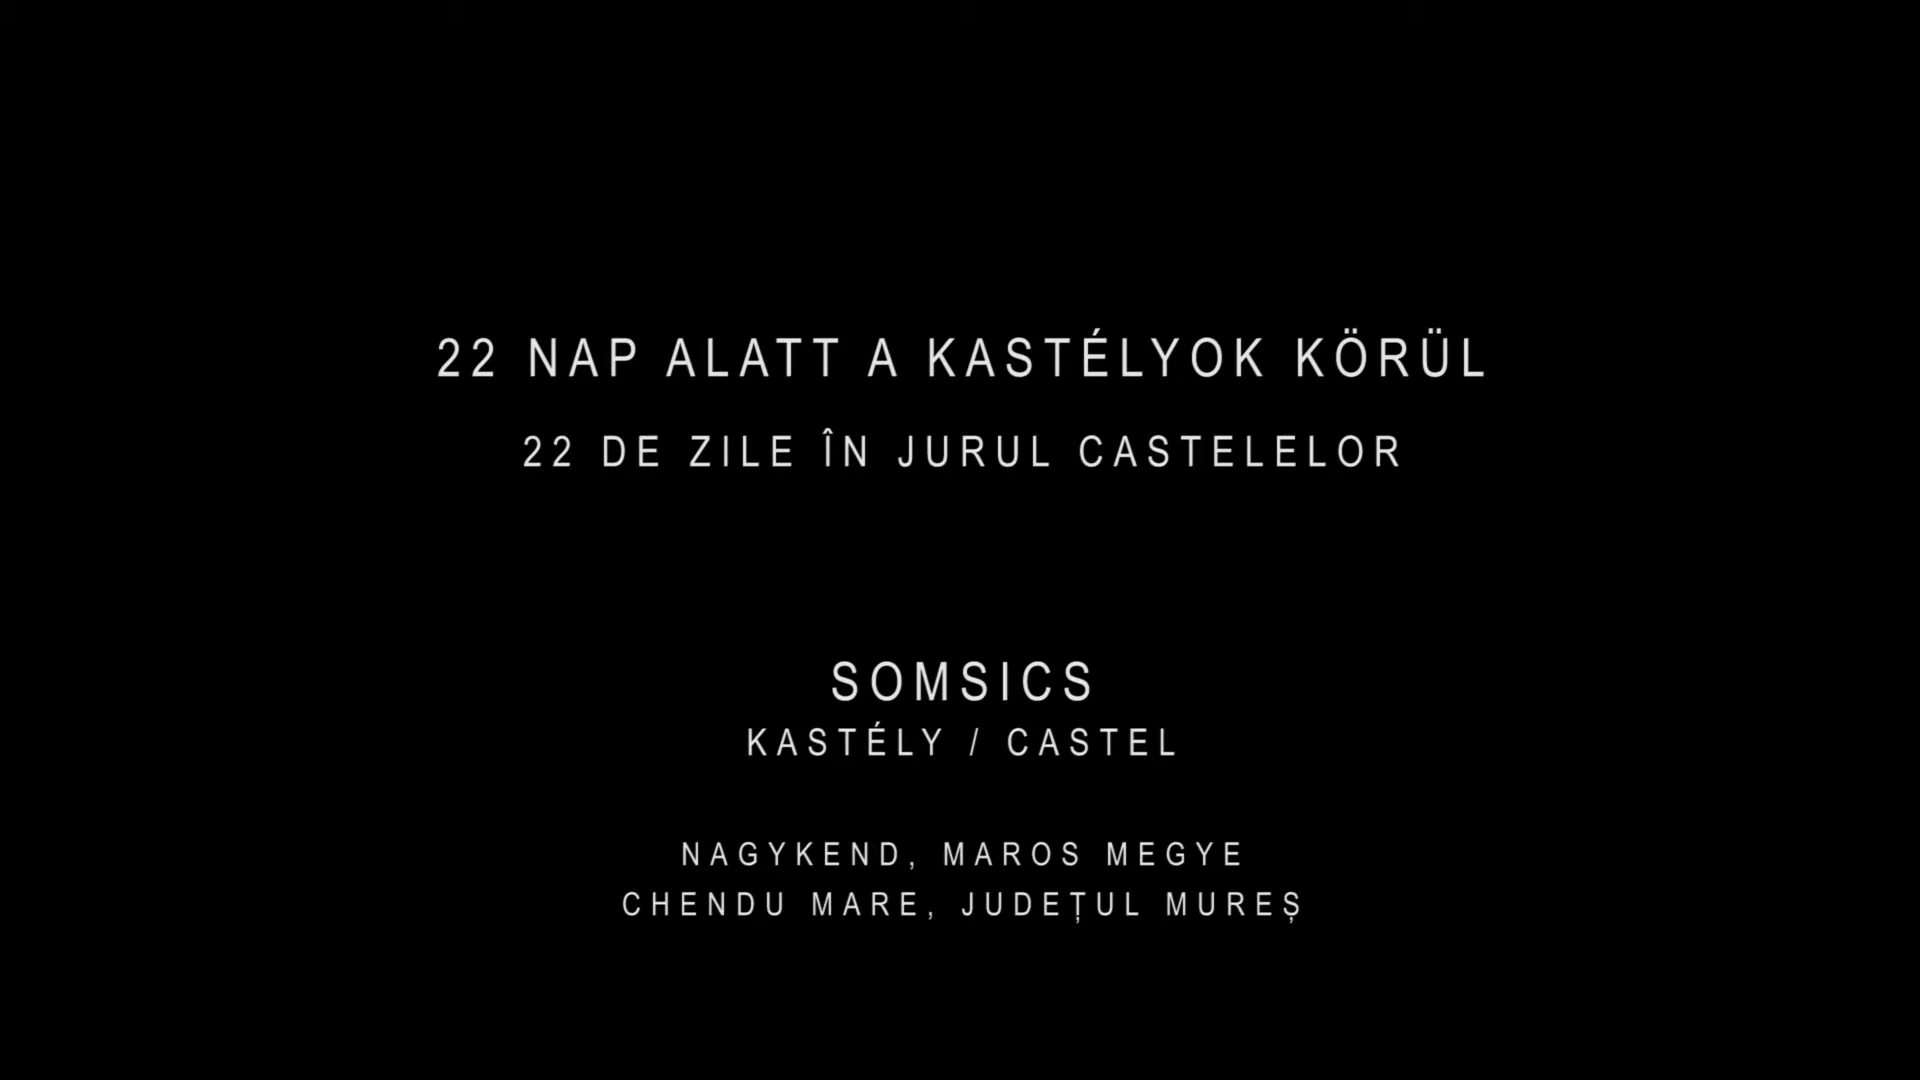 22 NAP ALATT A KASTÉLYOK KÖRÜL
22 DE ZILE ÎN JURUL CASTELELOR
SOMSICS
KASTÉLY / CASTEL
NAGYKEND, MAROS MEGYE
CHENDU MARE, JUDEȚUL MUREȘ